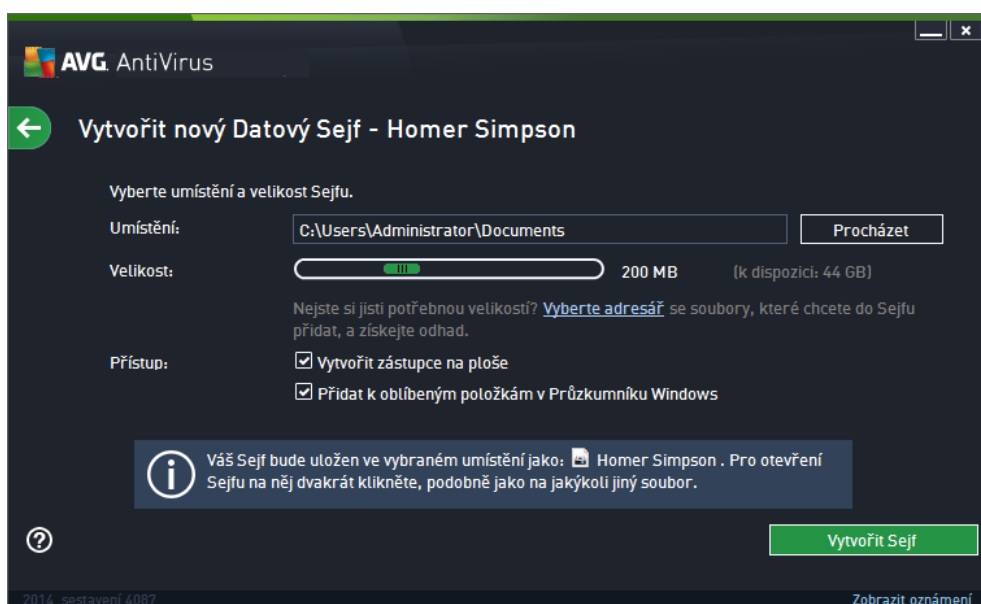 AVG. AntiVirus
Vytvořit nový Datový Sejf - Homer Simpson
Vyberte umístění a velikost Sejfu.
Umístění: C:\Users\Administrator\Documents Procházet
Velikost: 200 MB (k dispozici: 44 GB)
Nejste si jisti potřebnou velikostí? Vyberte adresář se soubory, které chcete do Sejfu
přidat, a získejte odhad.
Přístup: Vytvořit zástupce na ploše
Přidat k oblíbeným položkám v Průzkumníku Windows
Váš Sejf bude uložen ve vybraném umístění jako: Homer Simpson . Pro otevření
Sejfu na něj dvakrát klikněte, podobně jako na jakýkoli jiný soubor.
Vytvořit Sejf
2014 sestavení 4087 Zobrazit oznámení